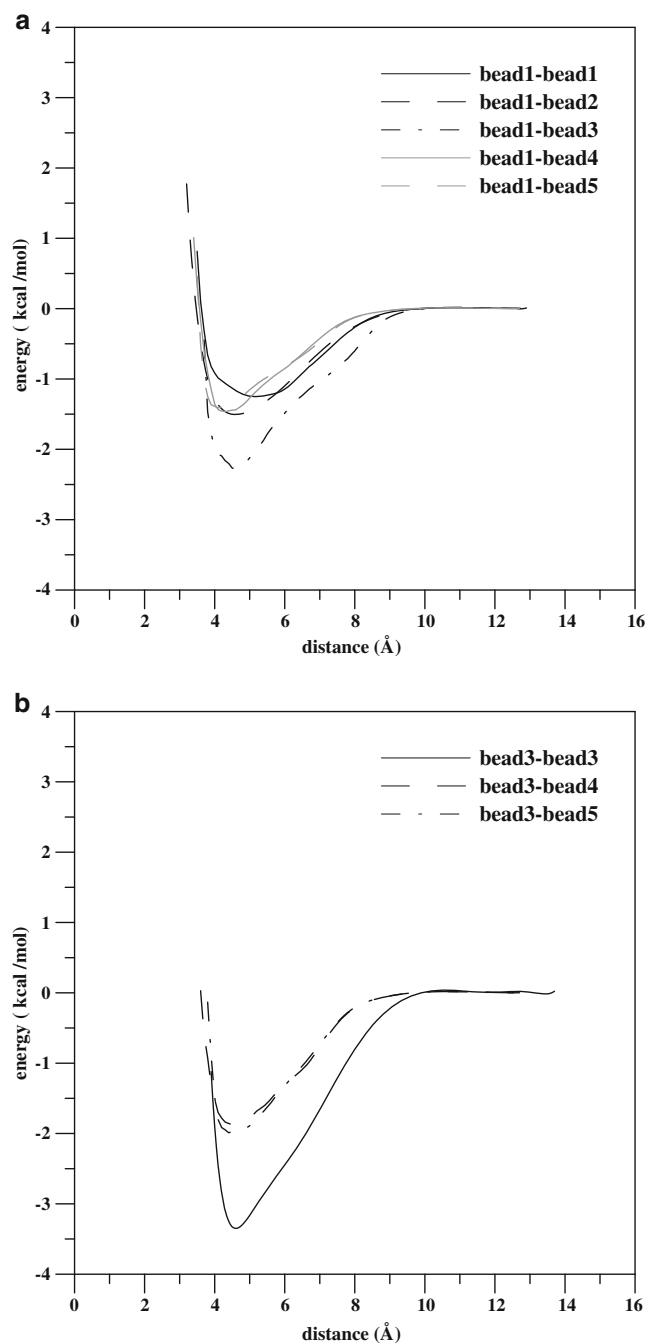 a
4
3
2
1
0
-1
-2
-3
-4
energy ( kcal /mol)
bead1-bead1
bead1-bead2
bead1-bead3
bead1-bead4
bead1-bead5
0 2 4 6 8 10 12 14 16
distance (Å)
b
4
3
2
1
0
-1
-2
-3
-4
energy ( kcal /mol)
bead3-bead3
bead3-bead4
bead3-bead5
0 2 4 6 8 10 12 14 16
distance (Å)